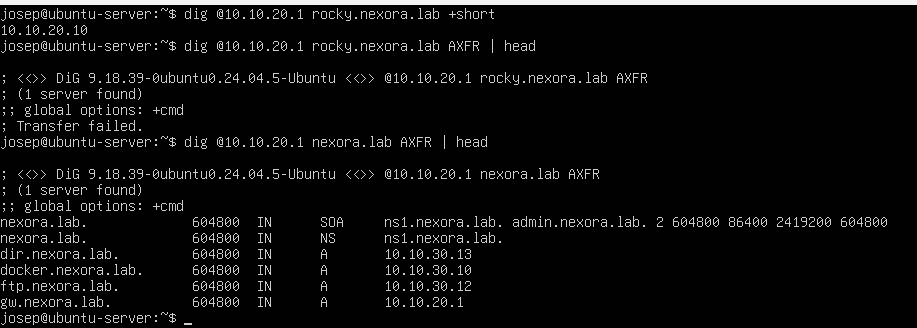 josep@ubuntu-server:~$ dig @10.10.20.1 rocky.nexora.lab +short
10.10.20.10
josep@ubuntu-server:~$ dig @10.10.20.1 rocky.nexora.lab AXFR | head

; <<>> DiG 9.18.39-0ubuntu0.24.04.5-Ubuntu <<>> @10.10.20.1 rocky.nexora.lab AXFR
; (1 server found)
;; global options: +cmd
; Transfer failed.
josep@ubuntu-server:~$ dig @10.10.20.1 nexora.lab AXFR | head

; <<>> DiG 9.18.39-0ubuntu0.24.04.5-Ubuntu <<>> @10.10.20.1 nexora.lab AXFR
; (1 server found)
;; global options: +cmd
nexora.lab. 604800 IN SOA ns1.nexora.lab. admin.nexora.lab. 2 604800 86400 2419200 604800
nexora.lab. 604800 IN NS ns1.nexora.lab.
dir.nexora.lab. 604800 IN A 10.10.30.13
docker.nexora.lab. 604800 IN A 10.10.30.10
ftp.nexora.lab. 604800 IN A 10.10.30.12
gw.nexora.lab. 604800 IN A 10.10.20.1
josep@ubuntu-server:~$ _